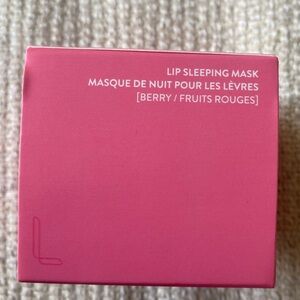 LIP SLEEPING MASK
MASQUE DE NUIT POUR LES LÈVRES
[BERRY / FRUITS ROUGES]
L